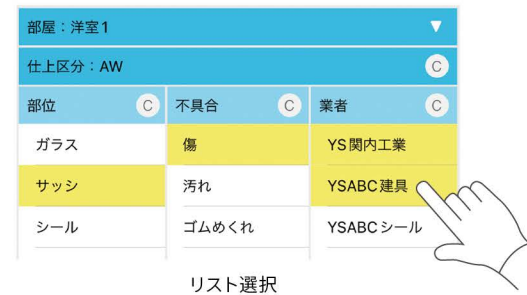 部屋：洋室1 ▼
仕上区分：AW C
部位 C 不具合 C 業者 C
ガラス 傷 YS関内工業
サッシ 汚れ YSABC建具
シール ゴムめくれ YSABCシール
リスト選択